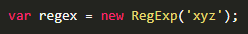 var regex = new RegExp('xyz');